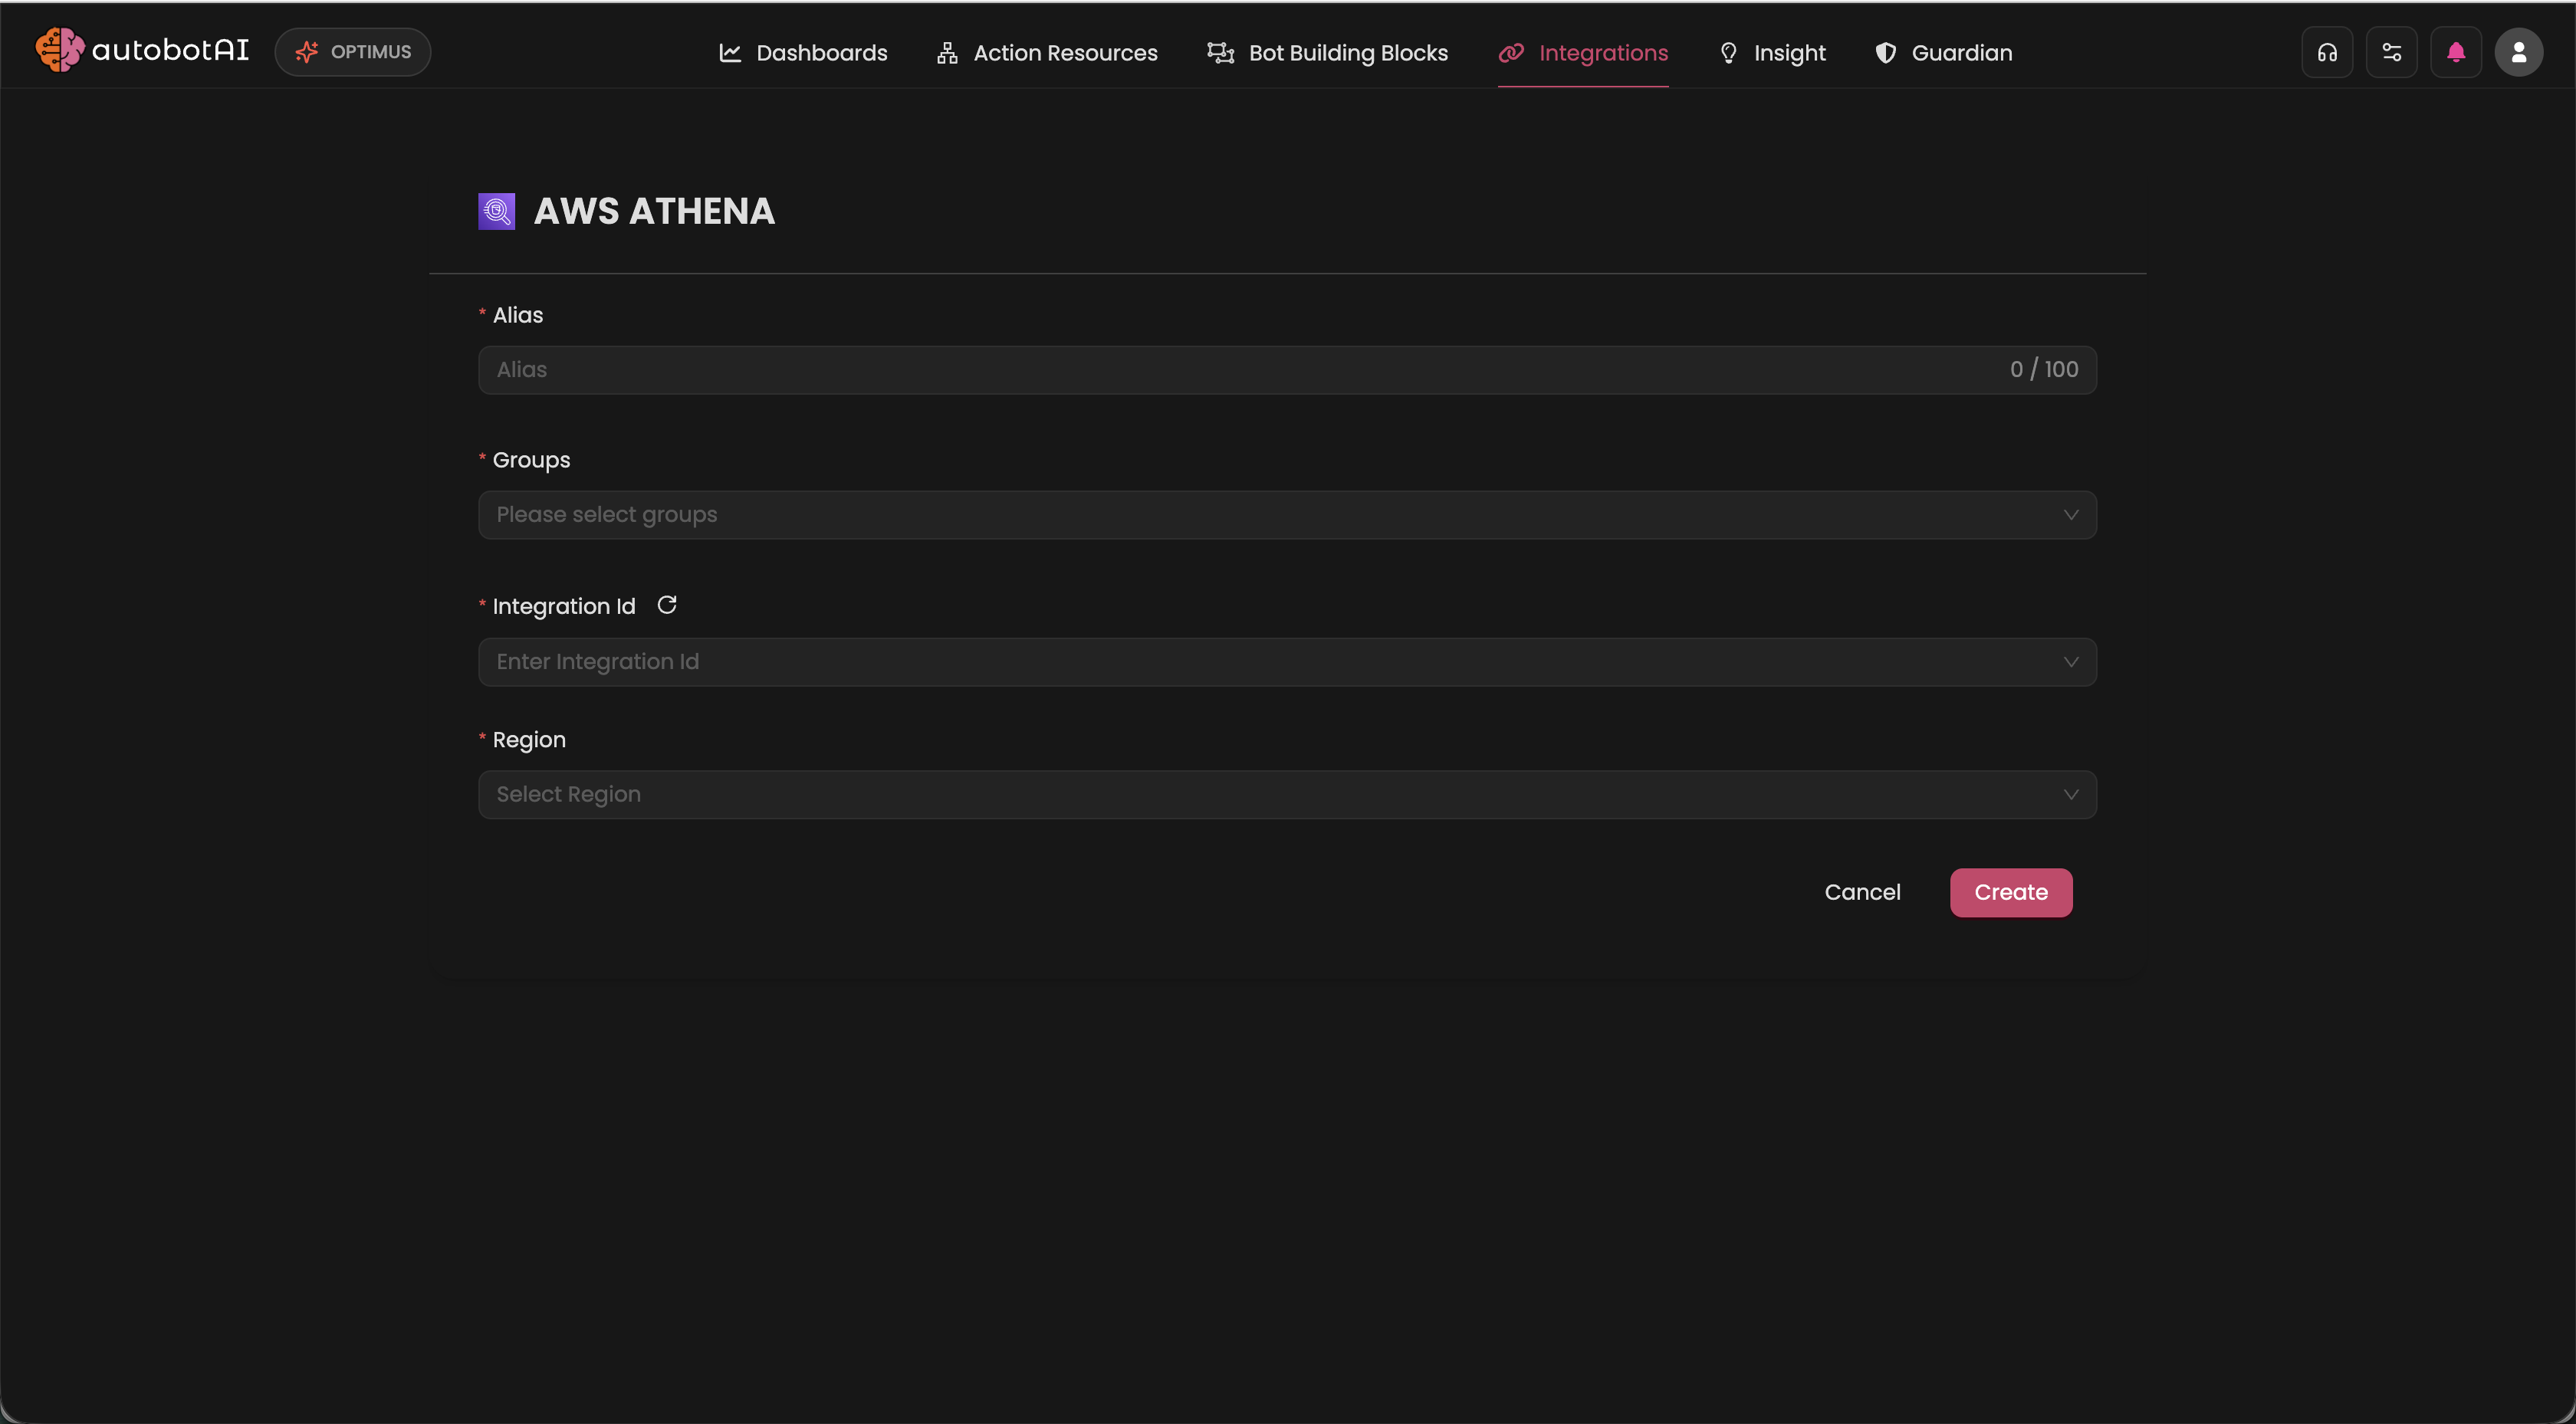 autobotAI
OPTIMUS
Dashboards
Action Resources
Bot Building Blocks
Integrations
Insight
Guardian
AWS ATHENA
* Alias
Alias
0 / 100
* Groups
Please select groups
* Integration Id
Enter Integration Id
* Region
Select Region
Cancel
Create